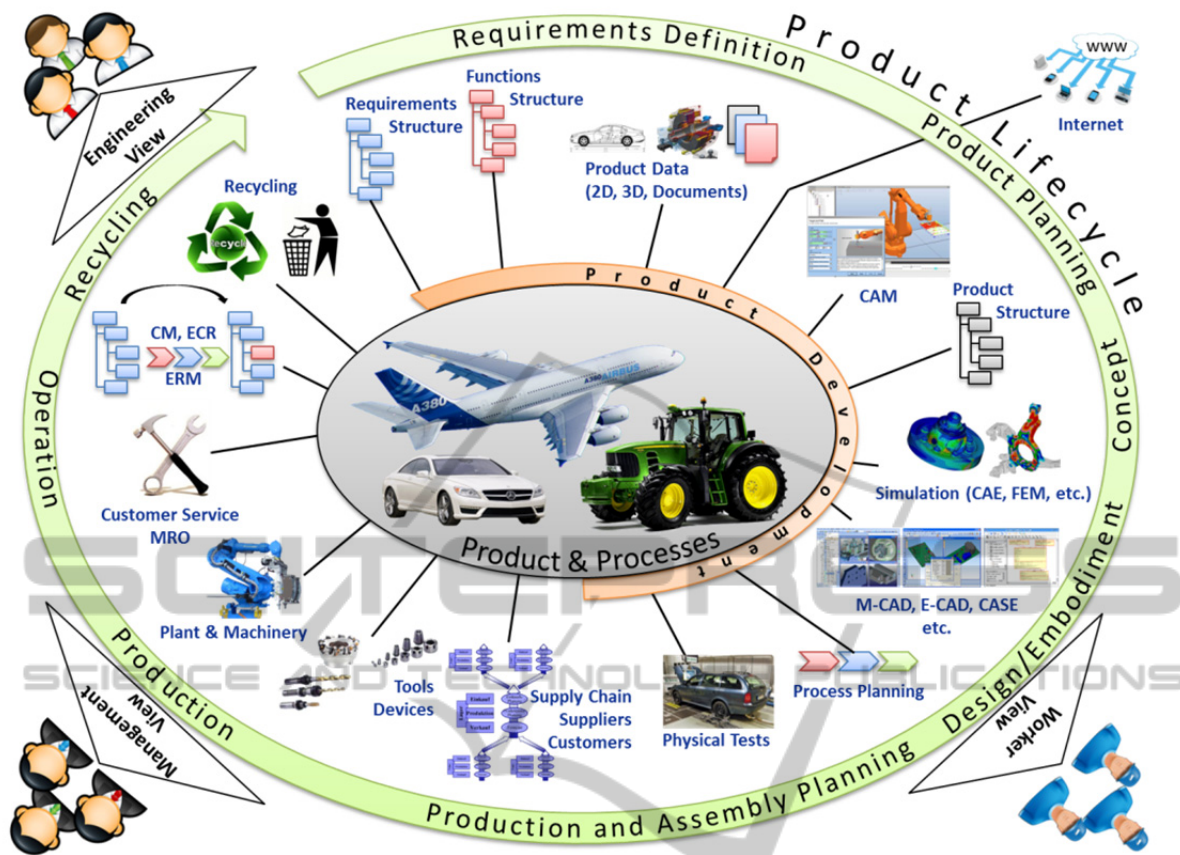 Product Lifecycle
Requirements Definition
Product Planning
Concept
Design/Embodiment
Production and Assembly Planning
Production
Operation
Recycling
Engineering
View
Management
View
Worker
View
WWW
Internet
Functions
Structure
Requirements
Structure
Product Data
(2D, 3D, Documents)
Recycling
Recycle
CAM
Product
Structure
CM, ECR
ERM
Product Development
A380
A380 AIRBUS
Product & Processes
Simulation (CAE, FEM, etc.)
Customer Service
MRO
M-CAD, E-CAD, CASE
etc.
Plant & Machinery
Tools
Devices
Supply Chain
Suppliers
Customers
Physical Tests
Process Planning
SCITEPRESS
SCIENCE AND TECHNOLOGY PUBLICATIONS